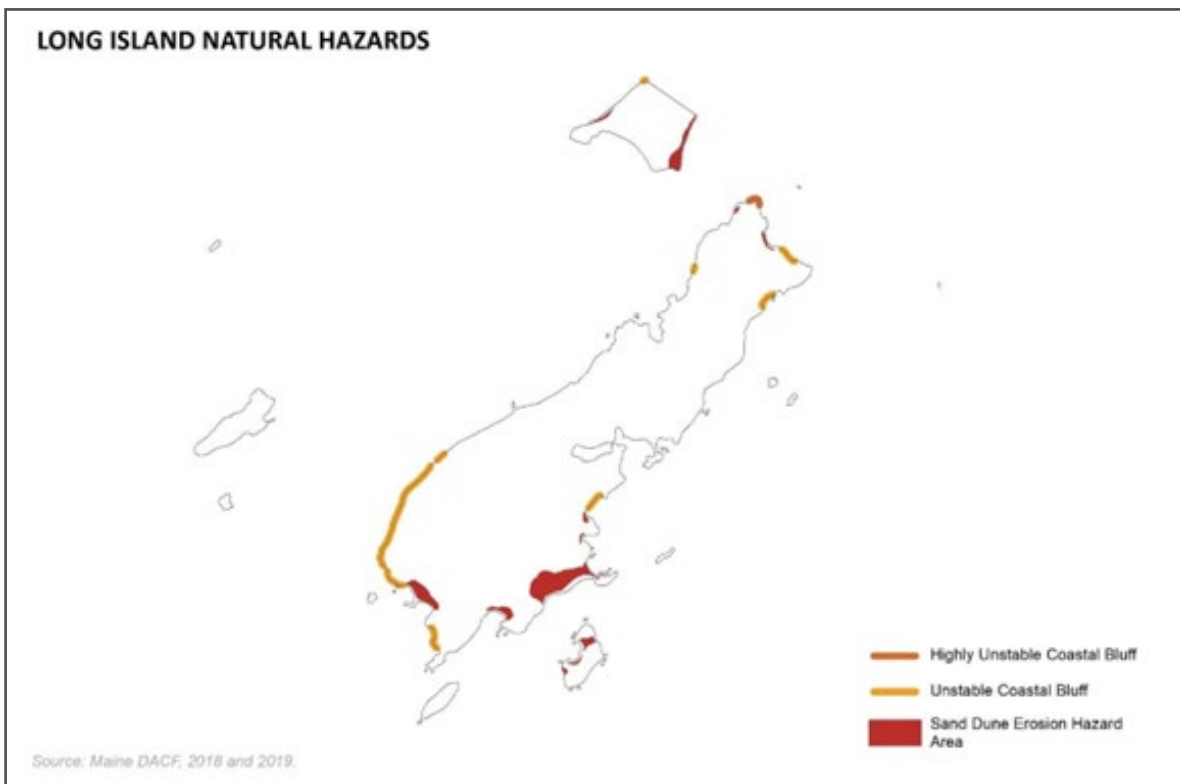 LONG ISLAND NATURAL HAZARDS
Highly Unstable Coastal Bluff
Unstable Coastal Bluff
Sand Dune Erosion Hazard
Area
Source: Maine DACF, 2018 and 2019.